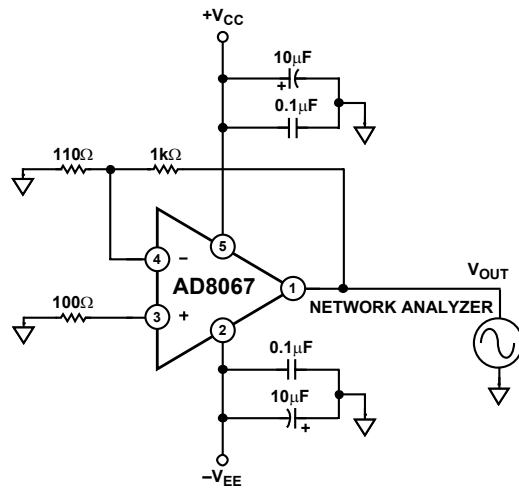 +VCC
10μF
+
0.1μF
110Ω
1kΩ
5
4
−
AD8067
1
VOUT
NETWORK ANALYZER
100Ω
3
+
2
0.1μF
10μF
+
−VEE